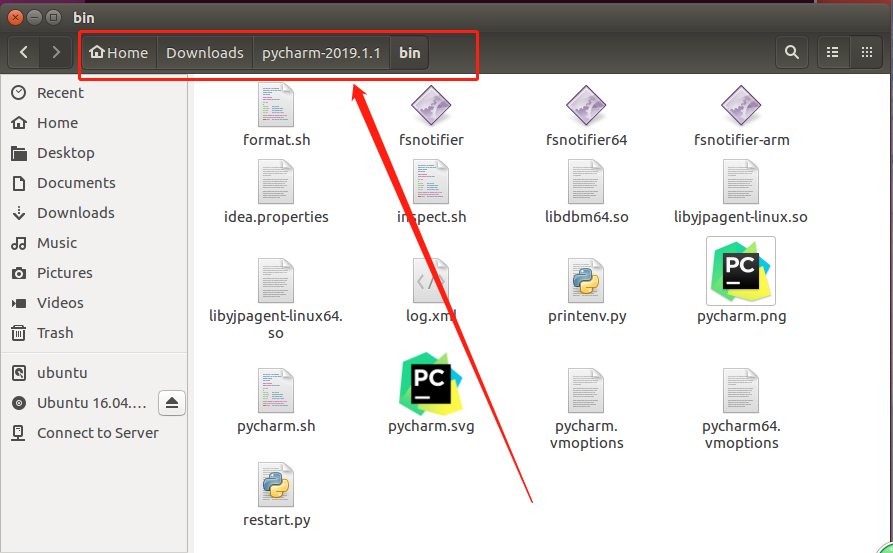 bin
Home Downloads pycharm-2019.1.1 bin
Recent
Home
Desktop
Documents
Downloads
Music
Pictures
Videos
Trash
ubuntu
Ubuntu 16.04....
Connect to Server
format.sh
fsnotifier
fsnotifier64
fsnotifier-arm
idea.properties
inspect.sh
libdbm64.so
libyjpagent-linux.so
libyjpagent-linux64.
so
log.xml
printenv.py
PC
pycharm.png
pycharm.sh
PC
pycharm.svg
pycharm.
vmoptions
pycharm64.
vmoptions
restart.py